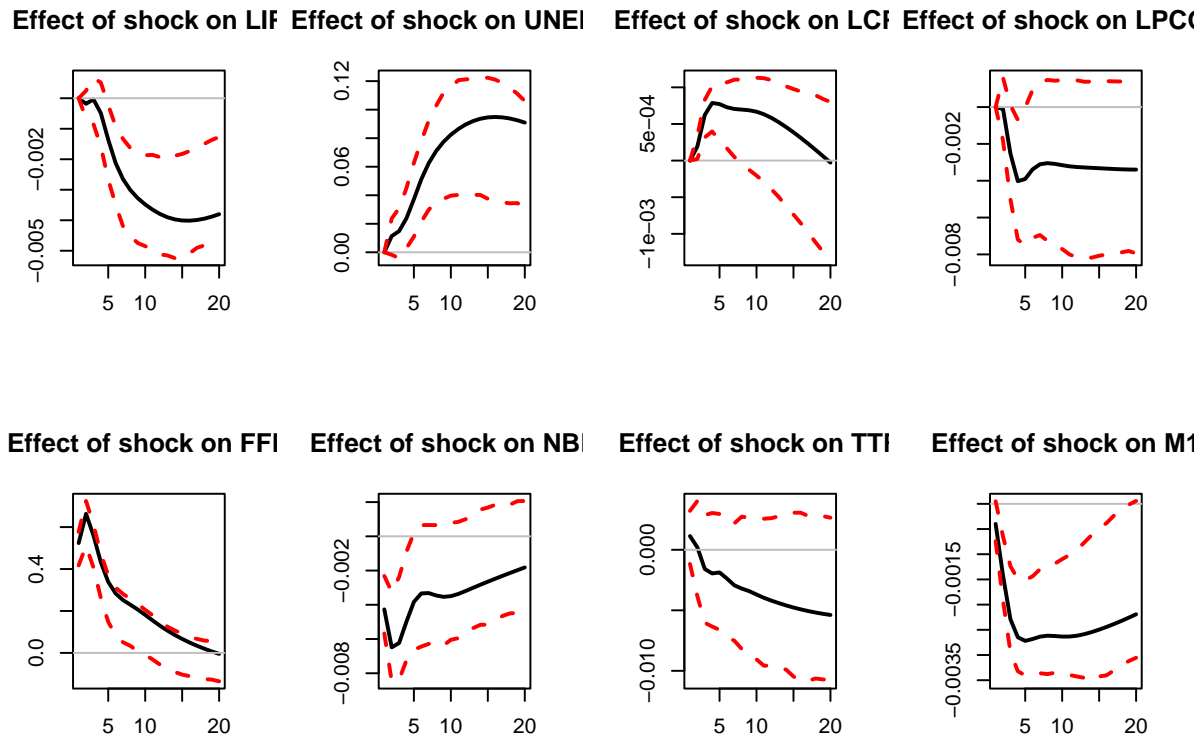 Effect of shock on LIP Effect of shock on UNEI Effect of shock on LCP Effect of shock on LPCC
−0.005 −0.002
0.00 0.06 0.12
−1e−03 5e−04
−0.008 −0.002
5 10 20 5 10 20 5 10 20 5 10 20
Effect of shock on FFI Effect of shock on NBI Effect of shock on TTF Effect of shock on M1
0.0 0.4
−0.008 −0.002
−0.010 0.000
−0.0035 −0.0015
5 10 20 5 10 20 5 10 20 5 10 20